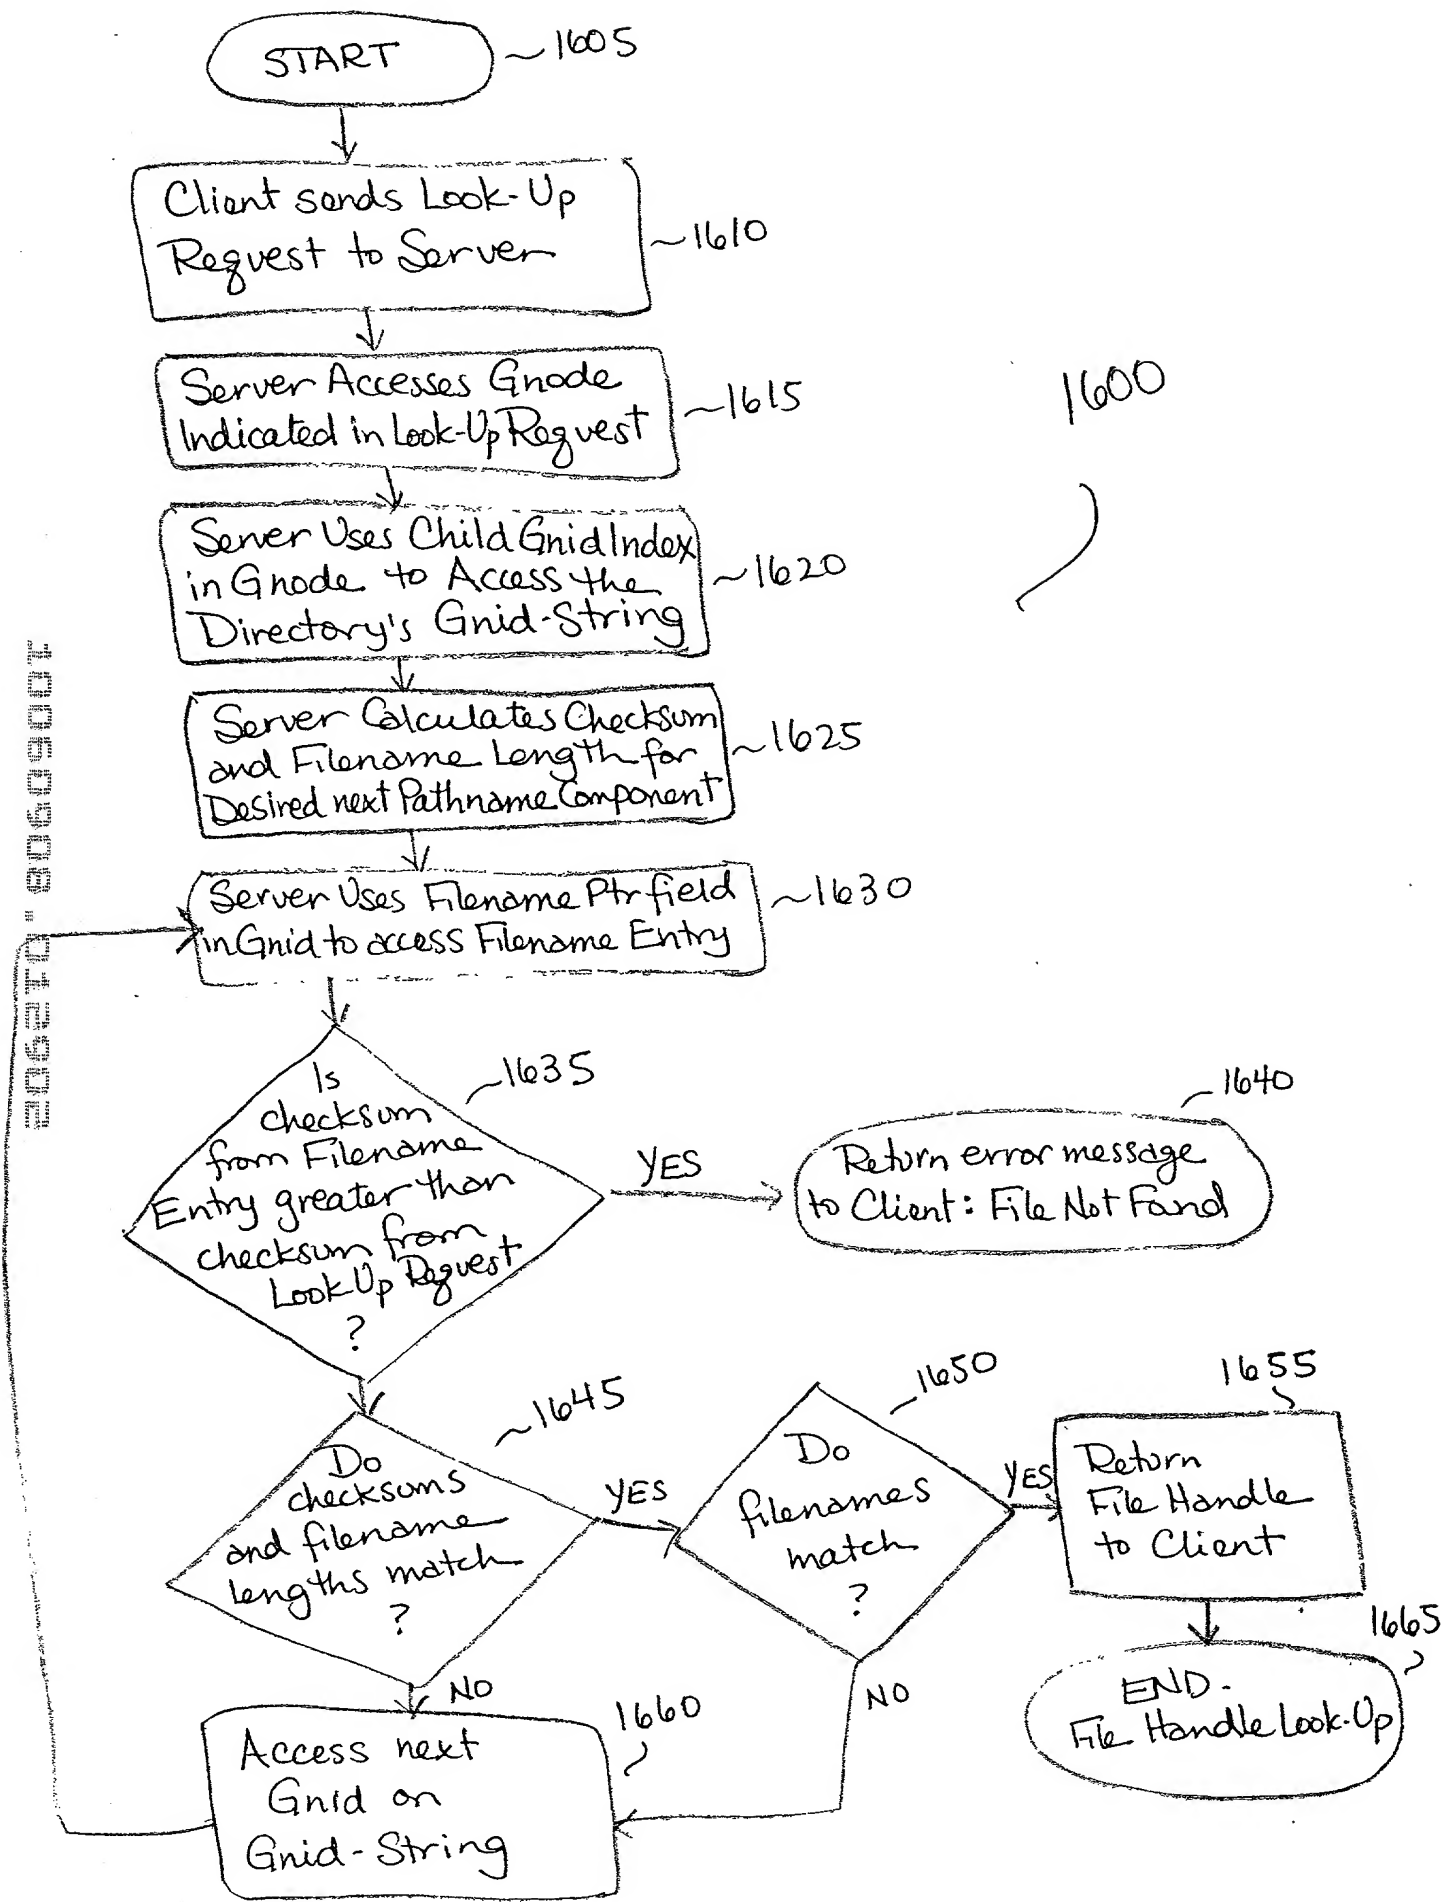 START
1605
Client sends Look-Up
Request to Server
1610
Server Accesses Gnode
Indicated in Look-Up Request
1615
1600
Server Uses Child Gnid Index
in Gnode to Access the
Directory's Gnid-String
1620
Server Calculates Checksum
and Filename Length for
Desired next Pathname Component
1625
Server Uses Filename Ptr field
in Gnid to access Filename Entry
1630
10060908.012902
Is
checksum
from Filename
Entry greater than
checksum from
Look-Up Request
?
1635
YES
1640
Return error message
to Client: File Not Found
Do
checksums
and filename
lengths match
?
1645
YES
NO
Do
filenames
match
?
1650
YES
NO
1655
Return
File Handle
to Client
1665
END.
File Handle Look-Up
1660
Access next
Gnid on
Gnid-String